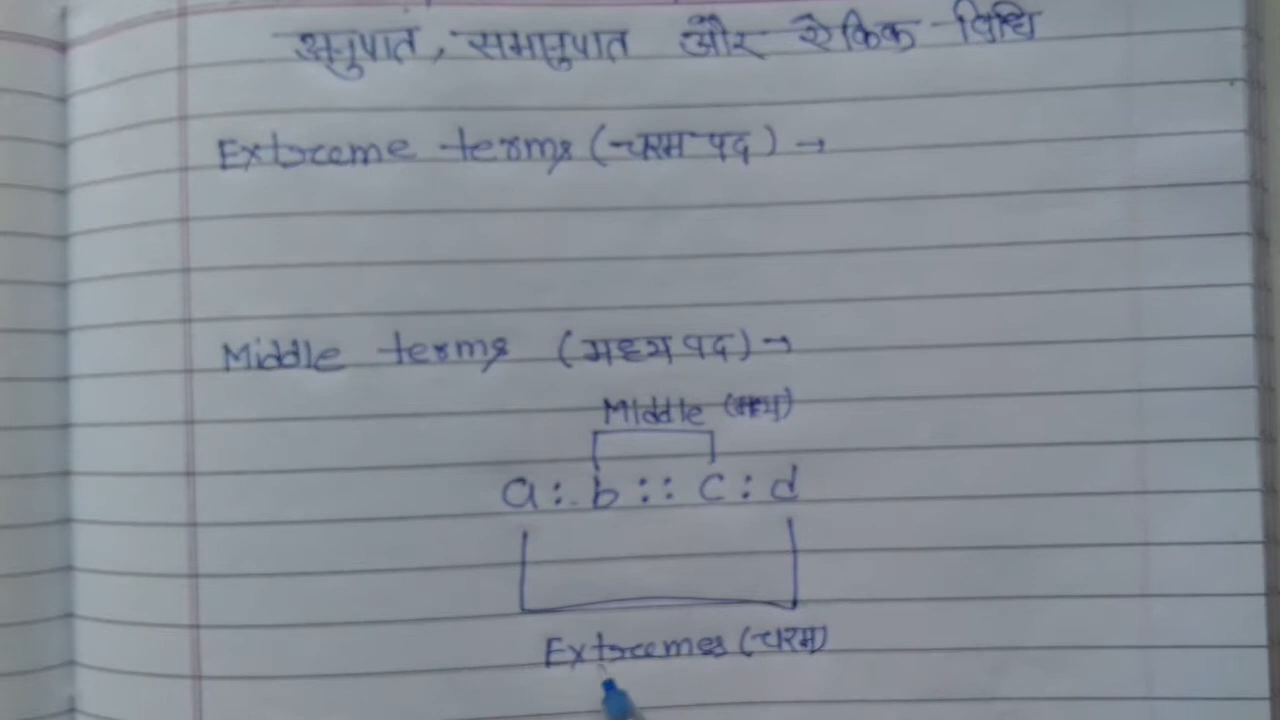 अनुपात, समानुपात और ऐकिक विधि
Extreme terms (चरम पद) →
Middle terms (मध्य पद) →
Middle (मध्य)
a : b :: c : d
Extremes (चरम)